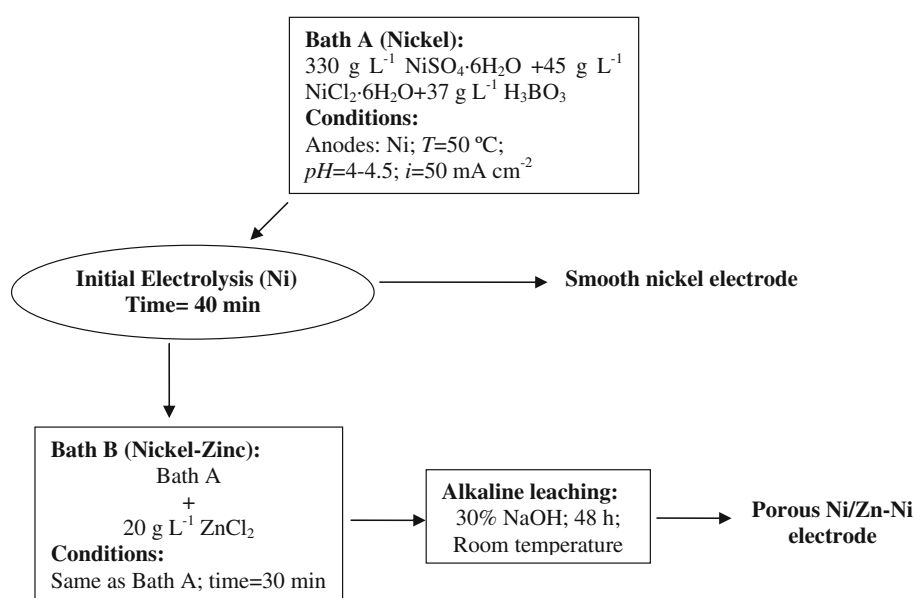 Bath A (Nickel):
330 g L⁻¹ NiSO₄·6H₂O +45 g L⁻¹
NiCl₂·6H₂O+37 g L⁻¹ H₃BO₃
Conditions:
Anodes: Ni; T=50 ºC;
pH=4-4.5; i=50 mA cm⁻²
Initial Electrolysis (Ni)
Time= 40 min
Smooth nickel electrode
Bath B (Nickel-Zinc):
Bath A
+
20 g L⁻¹ ZnCl₂
Conditions:
Same as Bath A; time=30 min
Alkaline leaching:
30% NaOH; 48 h;
Room temperature
Porous Ni/Zn-Ni
electrode